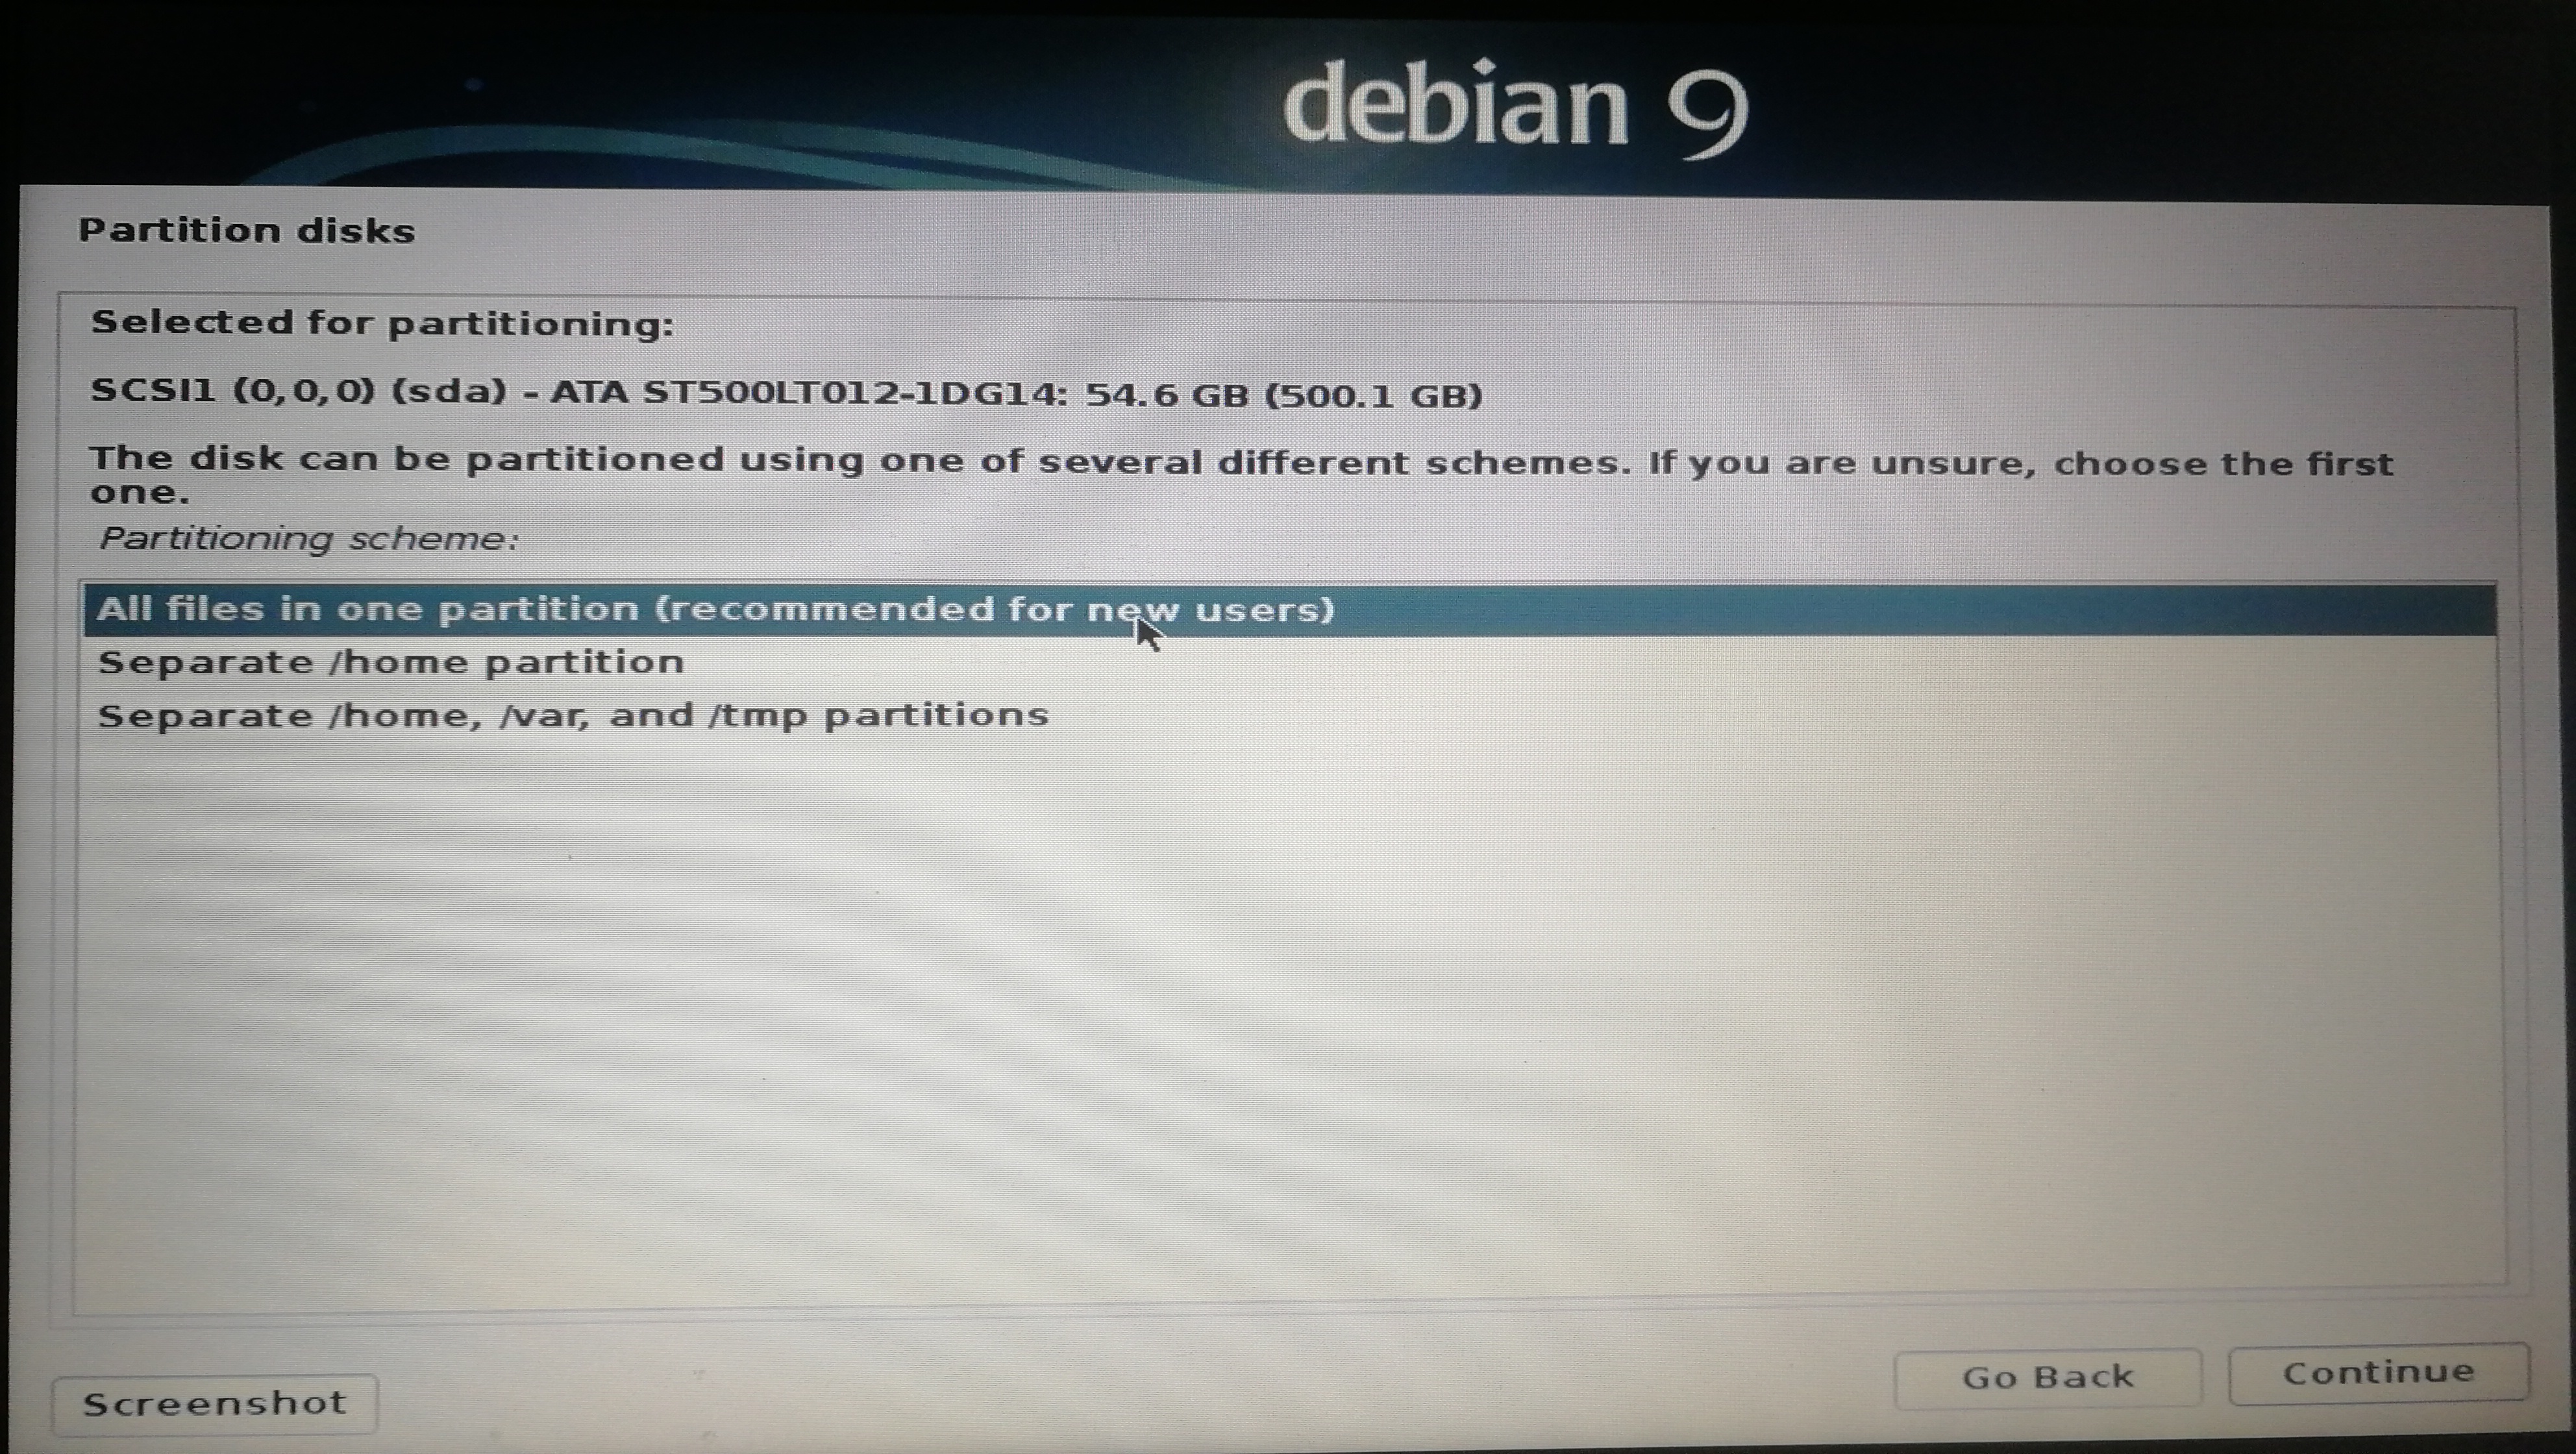 debian 9
Partition disks
Selected for partitioning:
SCSI1 (0,0,0) (sda) - ATA ST500LT012-1DG14: 54.6 GB (500.1 GB)
The disk can be partitioned using one of several different schemes. If you are unsure, choose the first
one.
Partitioning scheme:
All files in one partition (recommended for new users)
Separate /home partition
Separate /home, /var, and /tmp partitions
Screenshot
Go Back
Continue